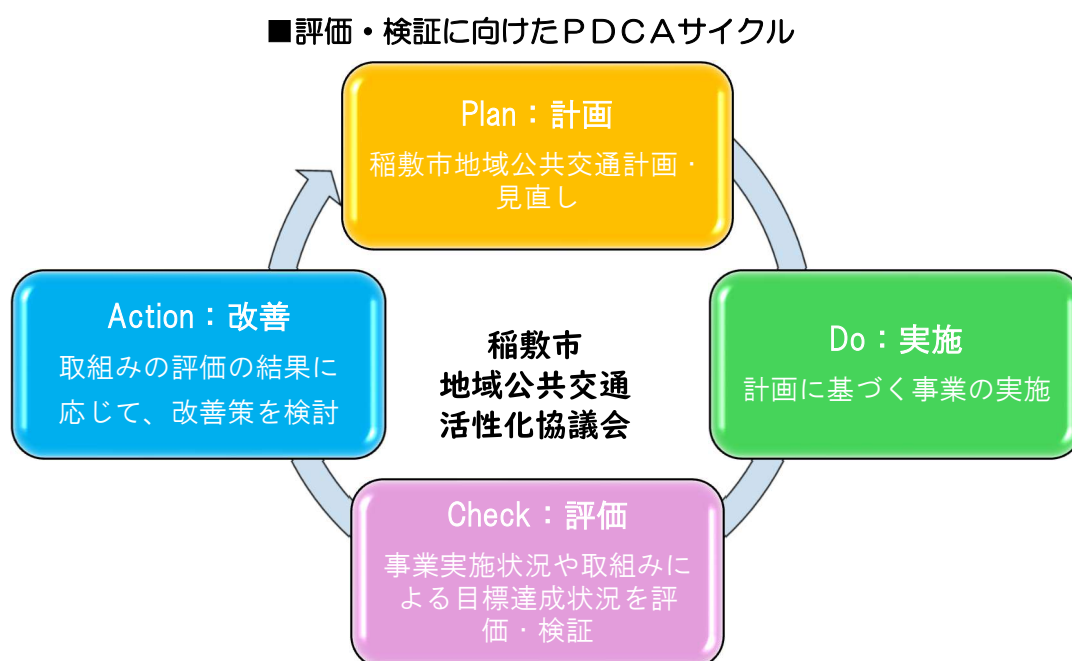 ■評価・検証に向けたＰＤＣＡサイクル
Plan：計画
稲敷市地域公共交通計画・
見直し
Do：実施
計画に基づく事業の実施
Check：評価
事業実施状況や取組みに
よる目標達成状況を評
価・検証
Action：改善
取組みの評価の結果に
応じて、改善策を検討
稲敷市
地域公共交通
活性化協議会